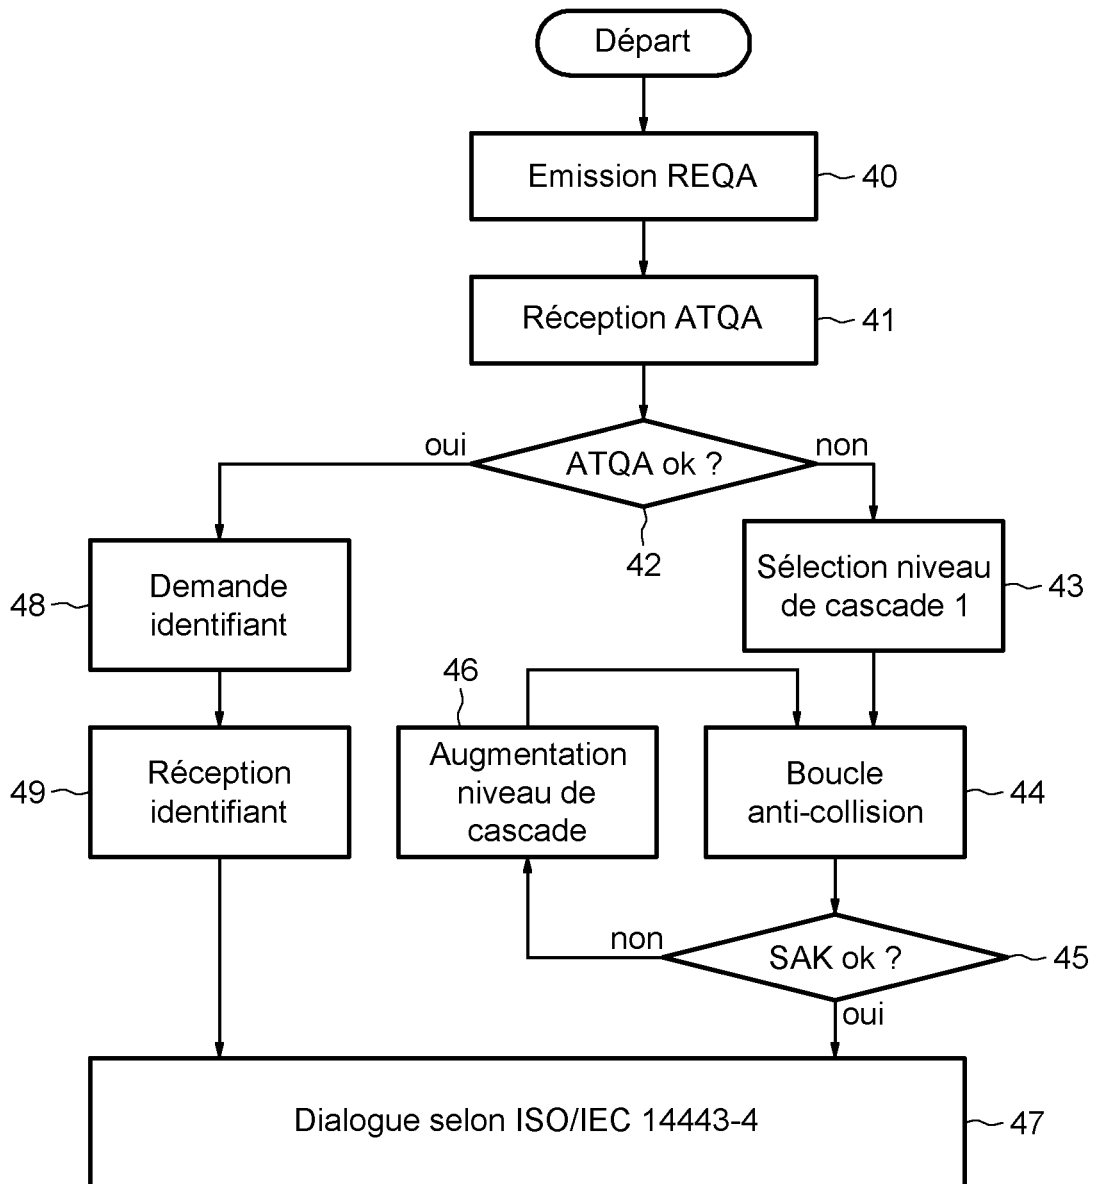 Départ
Emission REQA
40
Réception ATQA
41
oui
ATQA ok ?
non
42
Sélection niveau
de cascade 1
43
48
Demande
identifiant
46
49
Réception
identifiant
Augmentation
niveau de
cascade
Boucle
anti-collision
44
non
SAK ok ?
45
oui
Dialogue selon ISO/IEC 14443-4
47